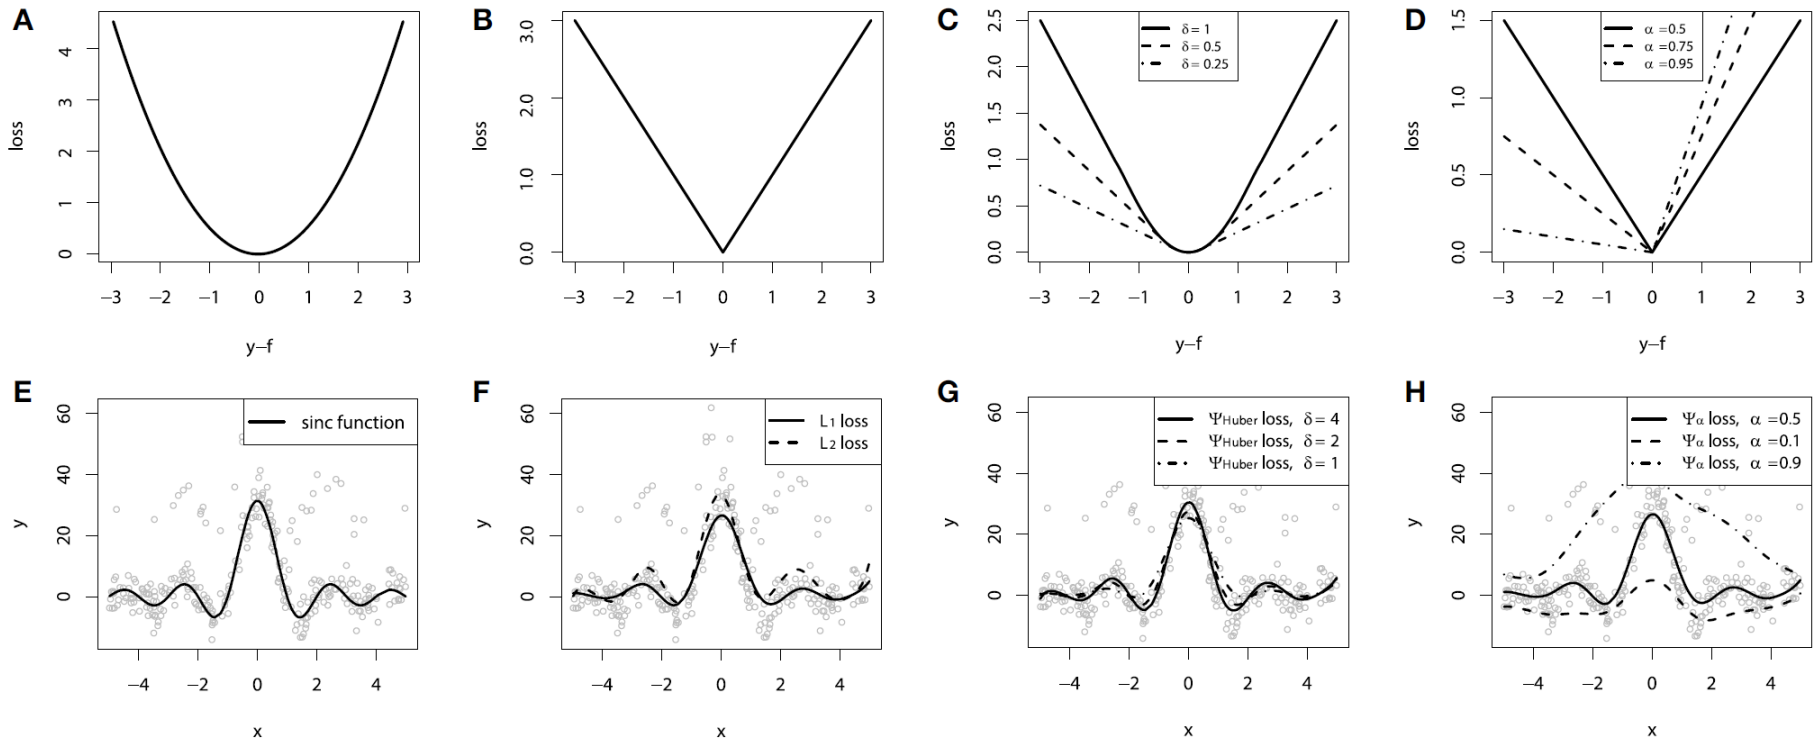 A
loss
4
3
2
1
0
−3 −2 −1 0 1 2 3
y−f
B
loss
3.0
2.0
1.0
0.0
−3 −2 −1 0 1 2 3
y−f
C
loss
2.5
2.0
1.5
1.0
0.5
0.0
δ = 1
δ = 0.5
δ = 0.25
−3 −2 −1 0 1 2 3
y−f
D
loss
1.5
1.0
0.5
0.0
α =0.5
α =0.75
α =0.95
−3 −2 −1 0 1 2 3
y−f
E
y
60
40
20
0
sinc function
−4 −2 0 2 4
x
F
y
60
40
20
0
L1 loss
L2 loss
−4 −2 0 2 4
x
G
y
60
40
20
0
ΨHuber loss, δ = 4
ΨHuber loss, δ = 2
ΨHuber loss, δ = 1
−4 −2 0 2 4
x
H
y
60
40
20
0
Ψα loss, α =0.5
Ψα loss, α =0.1
Ψα loss, α =0.9
−4 −2 0 2 4
x